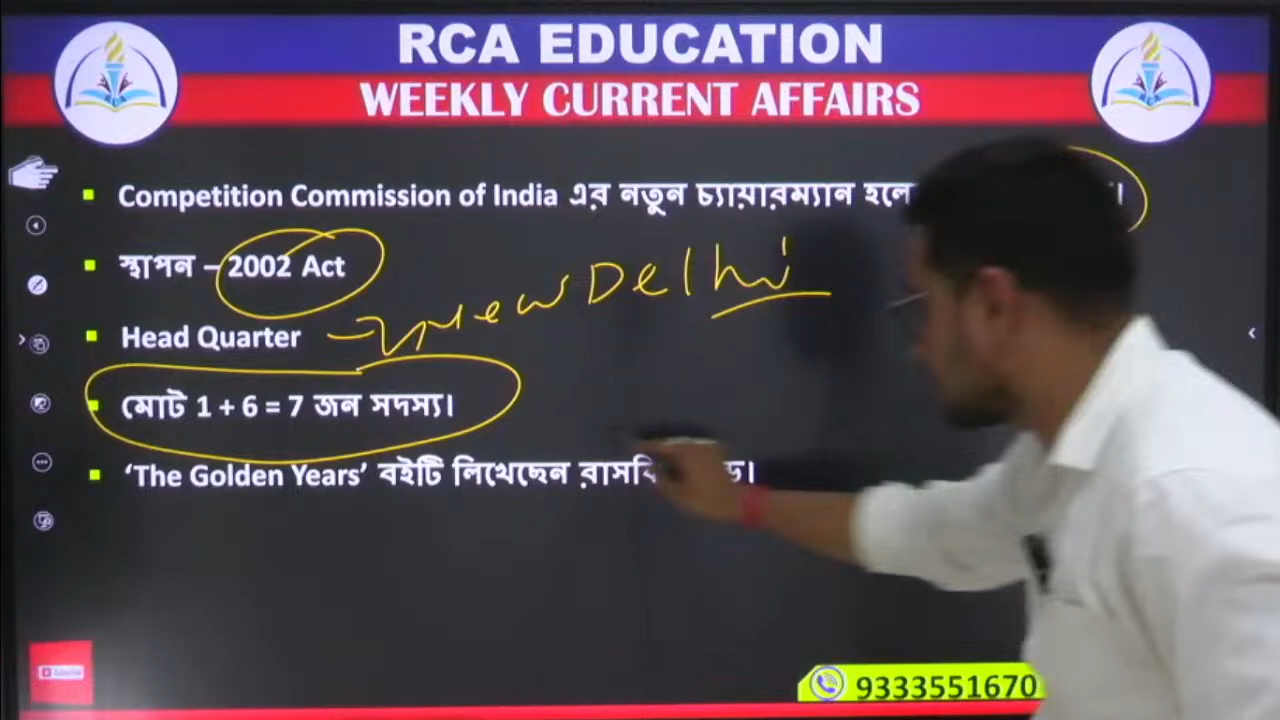 RCA EDUCATION
WEEKLY CURRENT AFFAIRS
Competition Commission of India এর নতুন চ্যায়ারম্যান হলে
স্থাপন – 2002 Act
Head Quarter – New Delhi
মোট 1 + 6 = 7 জন সদস্য।
‘The Golden Years’ বইটি লিখেছেন
9333551670